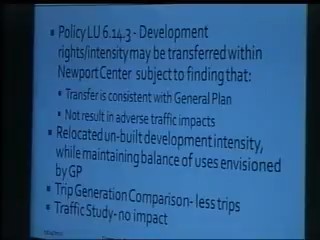 • Policy LU 6.14.3 - Development
rights/intensity may be transferred within
Newport Center subject to finding that:
• Transfer is consistent with General Plan
• Not result in adverse traffic impacts
• Relocated un-built development intensity,
while maintaining balance of uses envisioned
by GP
• Trip Generation Comparison- less trips
• Traffic Study- no impact